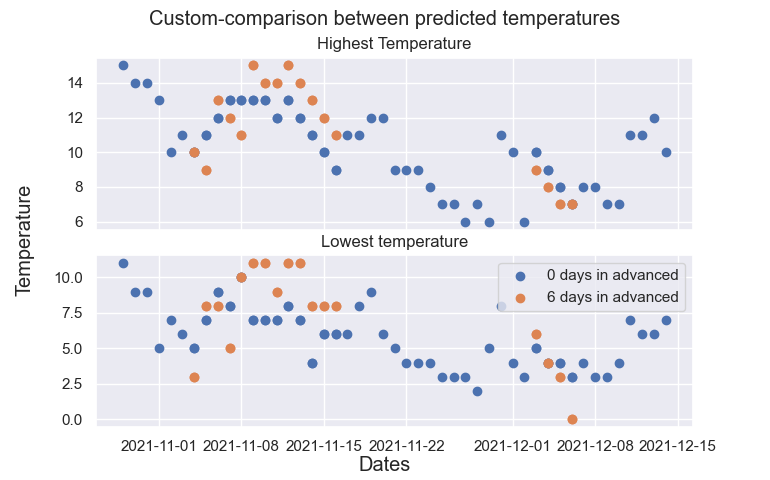 Custom-comparison between predicted temperatures
Highest Temperature
14
12
10
8
6
Temperature
Lowest temperature
0 days in advanced
6 days in advanced
10.0
7.5
5.0
2.5
0.0
2021-11-01 2021-11-08 2021-11-15 2021-11-22 2021-12-01 2021-12-08 2021-12-15
Dates